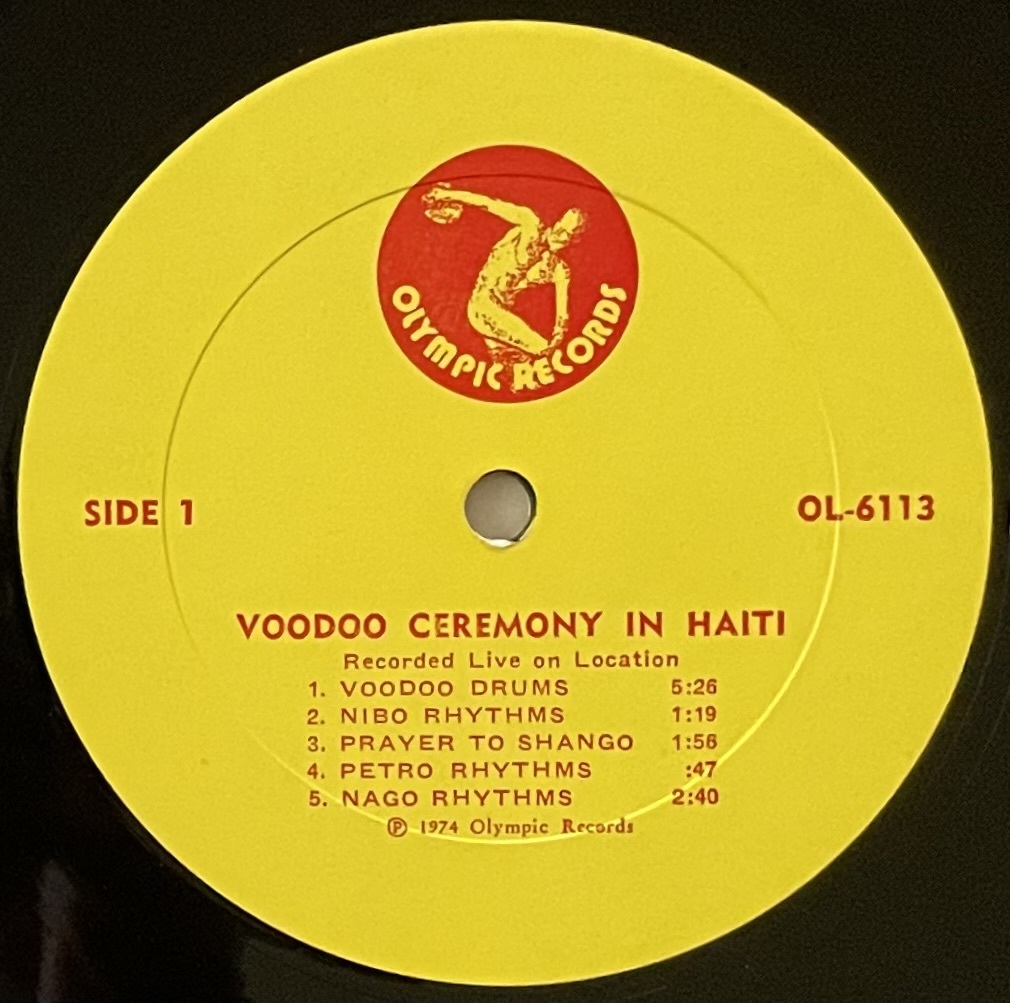 OLYMPIC RECORDS
SIDE 1
OL-6113
VOODOO CEREMONY IN HAITI
Recorded Live on Location
1. VOODOO DRUMS 5:26
2. NIBO RHYTHMS 1:19
3. PRAYER TO SHANGO 1:56
4. PETRO RHYTHMS :47
5. NAGO RHYTHMS 2:40
℗ 1974 Olympic Records